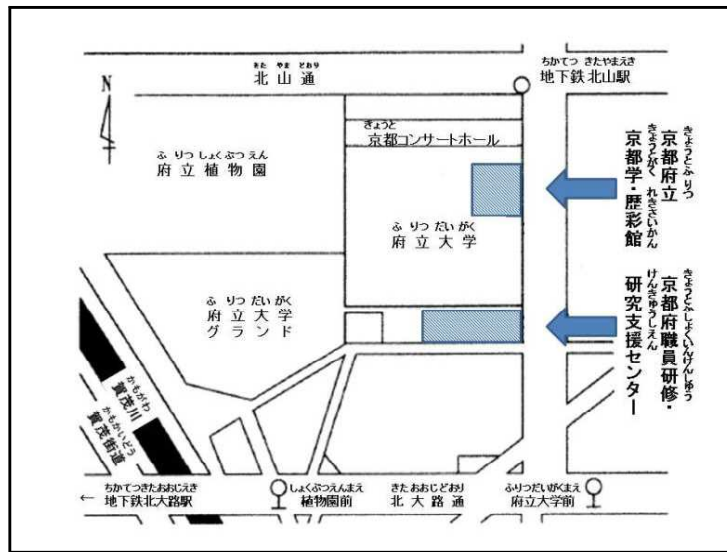 きた やま どおり
北山通
ちかてつ きたやまえき
地下鉄 北山駅
N
きょうと
京都コンサートホール
ふ りつ しょく ぶつ えん
府立植物園
ふ りつ だい がく
府立大学
きょうとふ りつ
京都府立
きょうとがく れきさいかん
京都学・歴彩館
ふ りつ だい がく
府立大学
グランド
きょうとふしょくいんけんしゅう
京都府職員研修・
けんきゅうしえん
研究支援センター
かもがわ
賀茂川
かもかいどう
賀茂街道
ちかてつきたおおじえき
← 地下鉄北大路駅
しょくぶつえんまえ
植物園前
きた おおじ どおり
北大路通
ふりつだいがくまえ
府立大学前